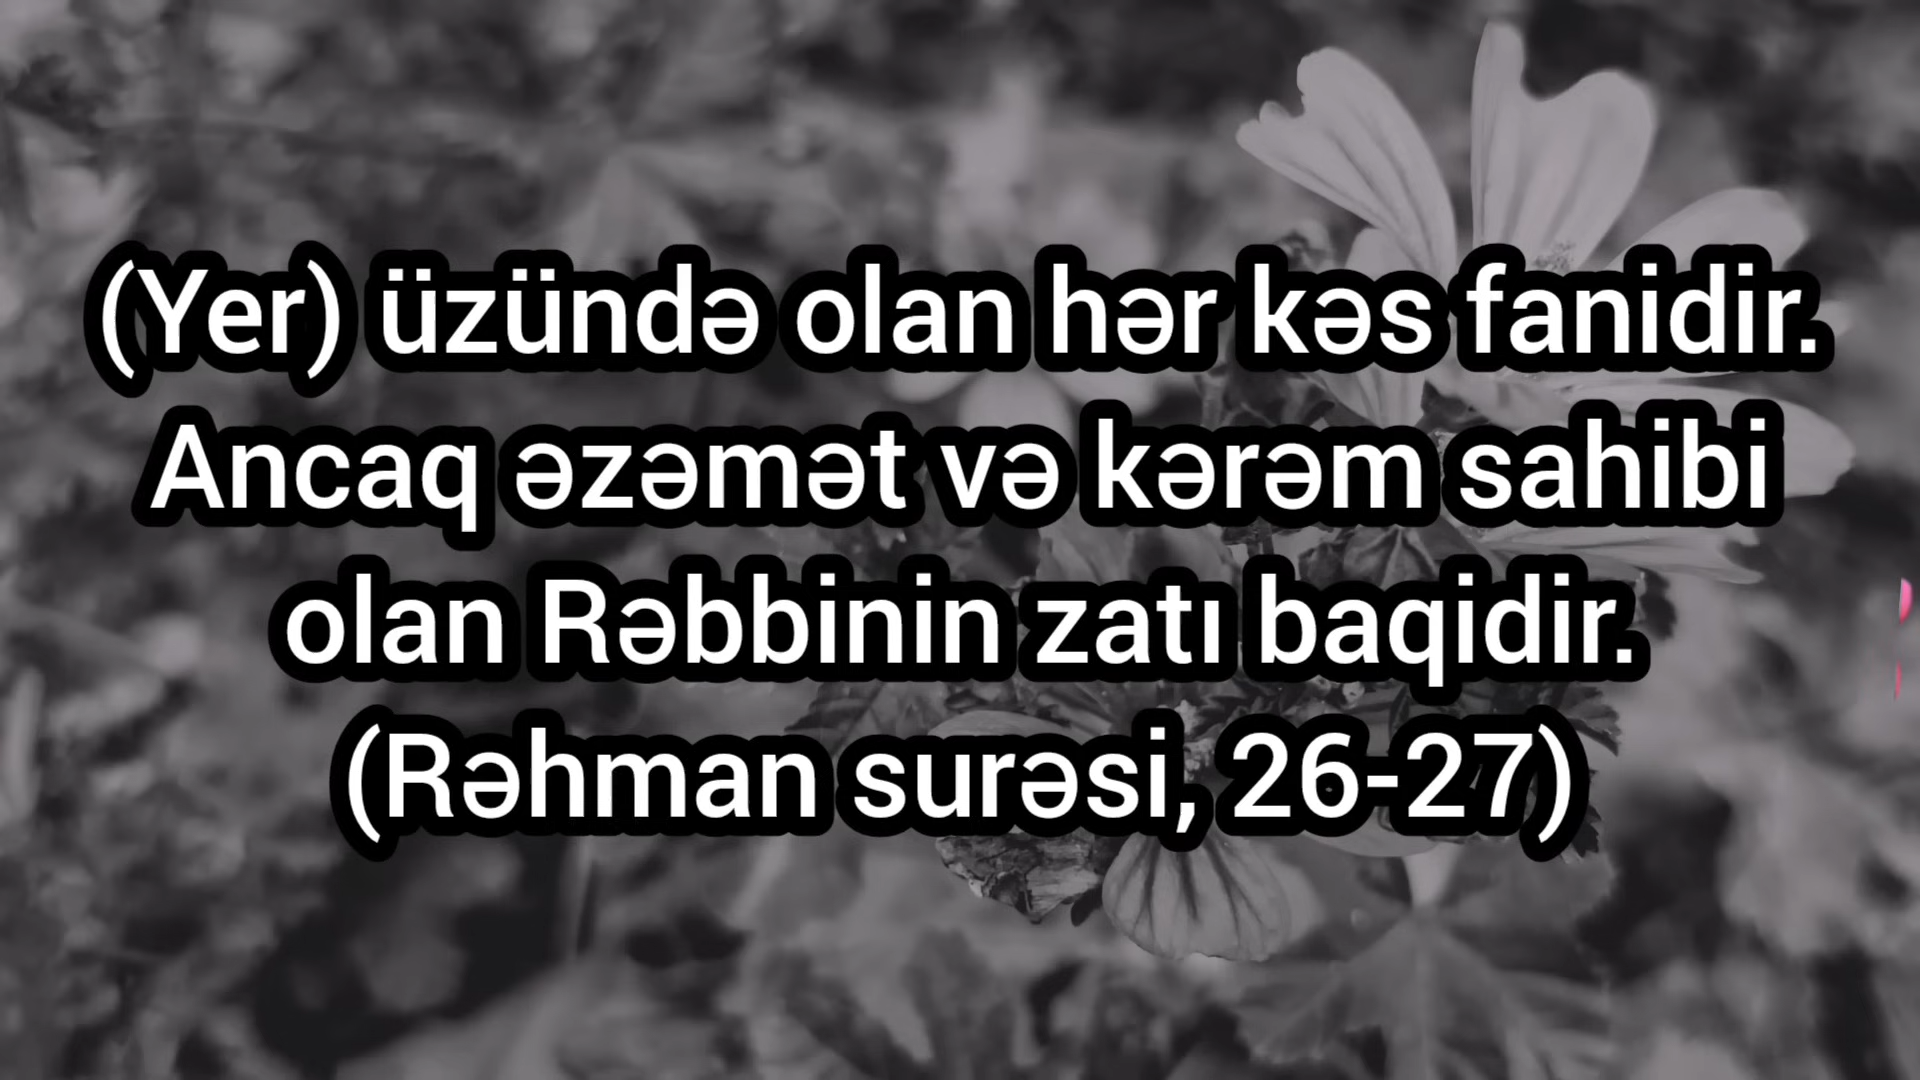 (Yer) üzündə olan hər kəs fanidir.
Ancaq əzəmət və kərəm sahibi
olan Rəbbinin zatı baqidir.
(Rəhman surəsi, 26-27)